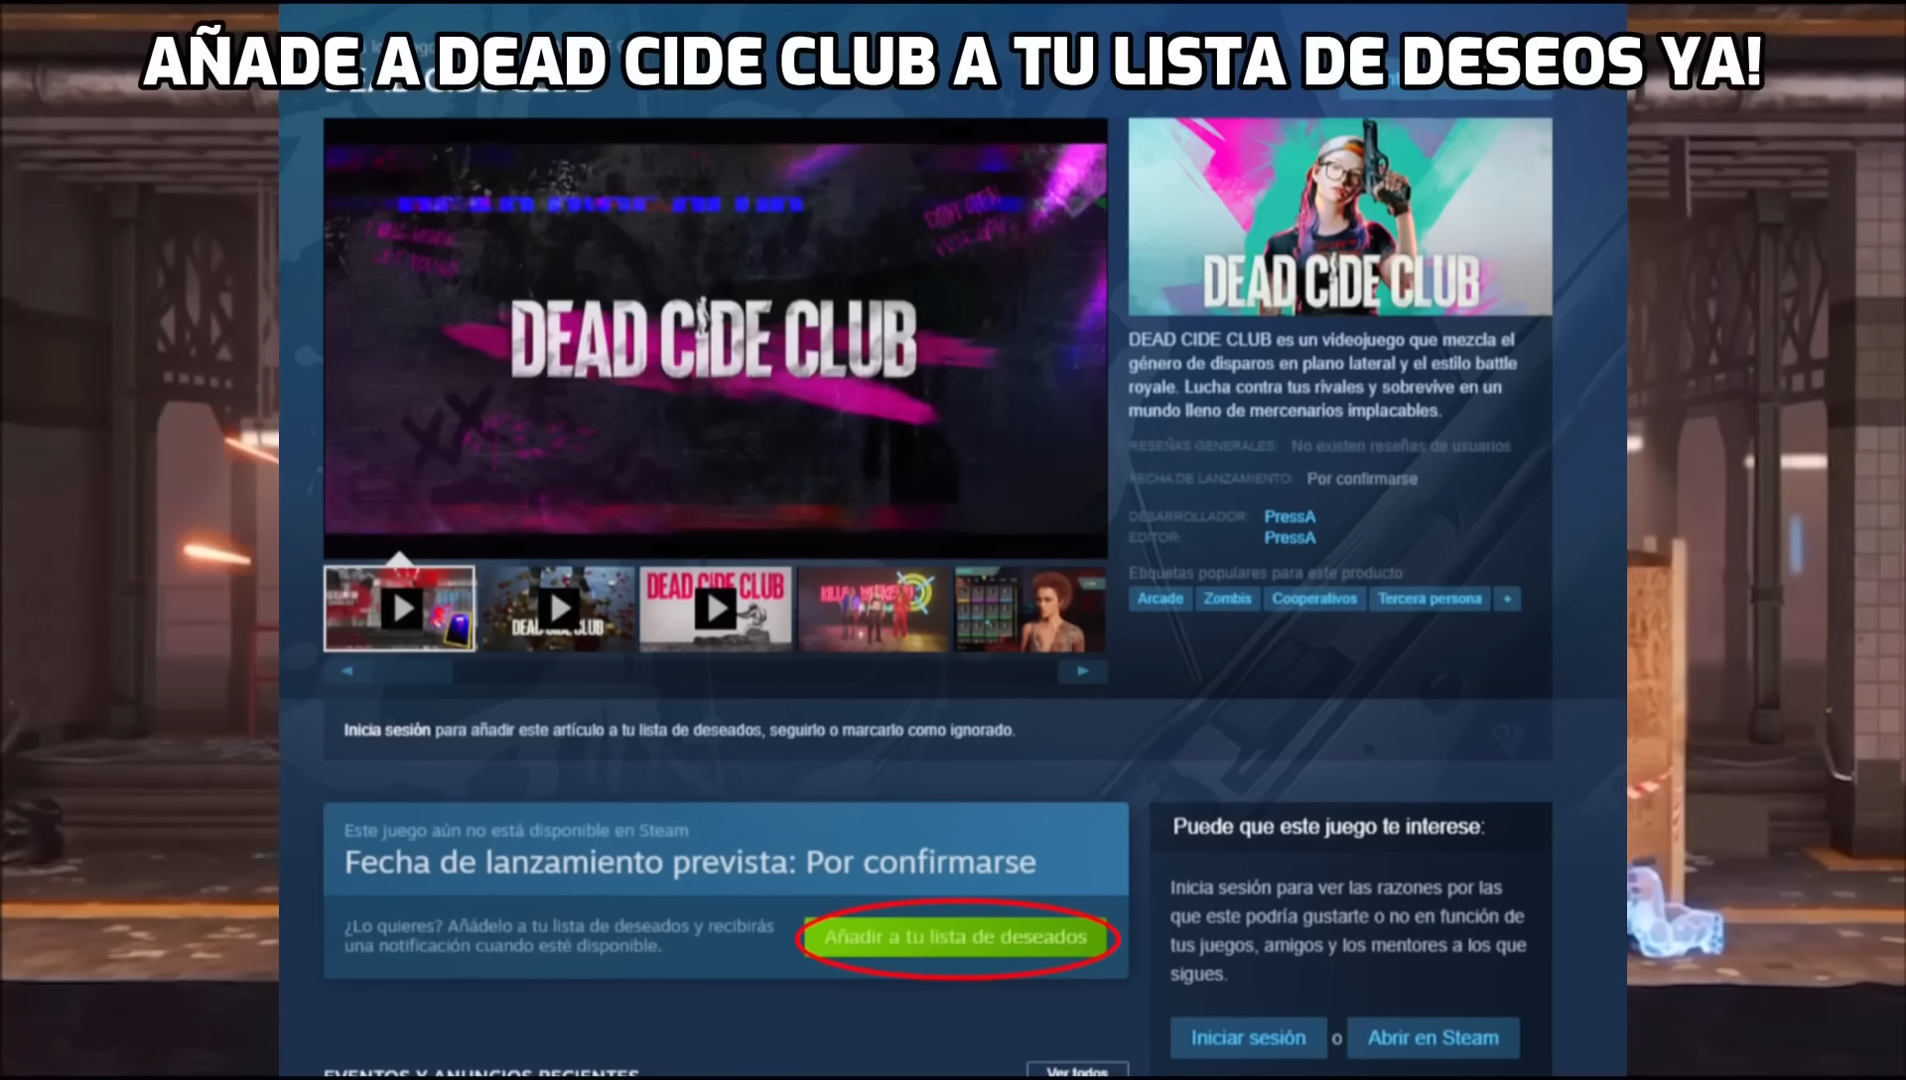 AÑADE A DEAD CIDE CLUB A TU LISTA DE DESEOS YA!
DEAD CIDE CLUB
DEAD CIDE CLUB
DEAD CIDE CLUB es un videojuego que mezcla el
género de disparos en plano lateral y el estilo battle
royale. Lucha contra tus rivales y sobrevive en un
mundo lleno de mercenarios implacables.
RESEÑAS GENERALES: No existen reseñas de usuarios
FECHA DE LANZAMIENTO: Por confirmarse
DESARROLLADOR: PressA
EDITOR: PressA
Etiquetas populares para este producto:
Arcade Zombis Cooperativos Tercera persona +
DEAD CIDE CLUB
DEAD CIDE CLUB
Inicia sesión para añadir este artículo a tu lista de deseados, seguirlo o marcarlo como ignorado.
Este juego aún no está disponible en Steam
Fecha de lanzamiento prevista: Por confirmarse
¿Lo quieres? Añádelo a tu lista de deseados y recibirás
una notificación cuando esté disponible.
Añadir a tu lista de deseados
Puede que este juego te interese:
Inicia sesión para ver las razones por las
que este podría gustarte o no en función de
tus juegos, amigos y los mentores a los que
sigues.
Iniciar sesión o Abrir en Steam
EVENTOS Y ANUNCIOS RECIENTES
Ver todos